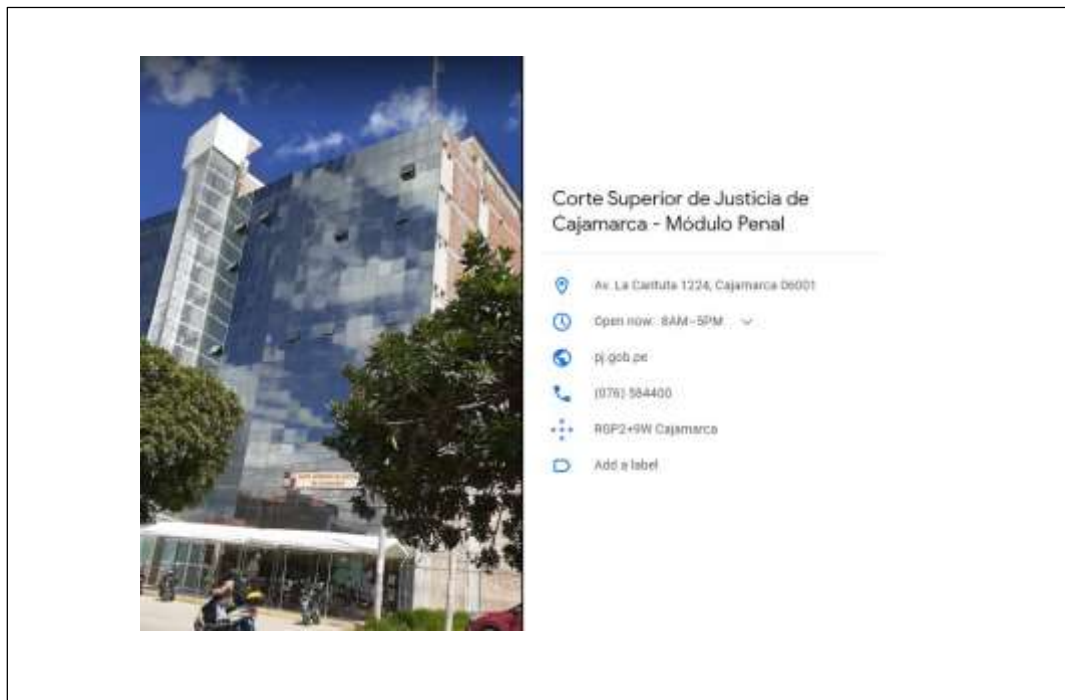 Corte Superior de Justicia de
Cajamarca - Módulo Penal
Av. La Cantuta 1224, Cajamarca 06001
Open now: 8AM–5PM
pj.gob.pe
(076) 584400
RGP2+9W Cajamarca
Add a label